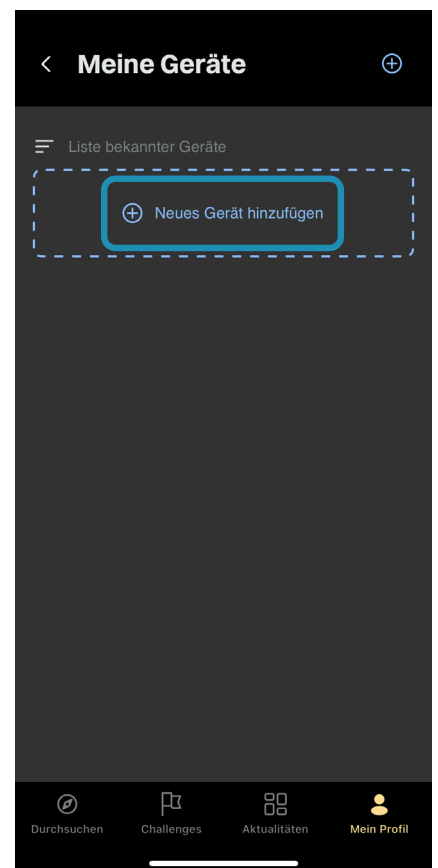 Meine Geräte
Liste bekannter Geräte
Neues Gerät hinzufügen
Durchsuchen
Challenges
Aktualitäten
Mein Profil